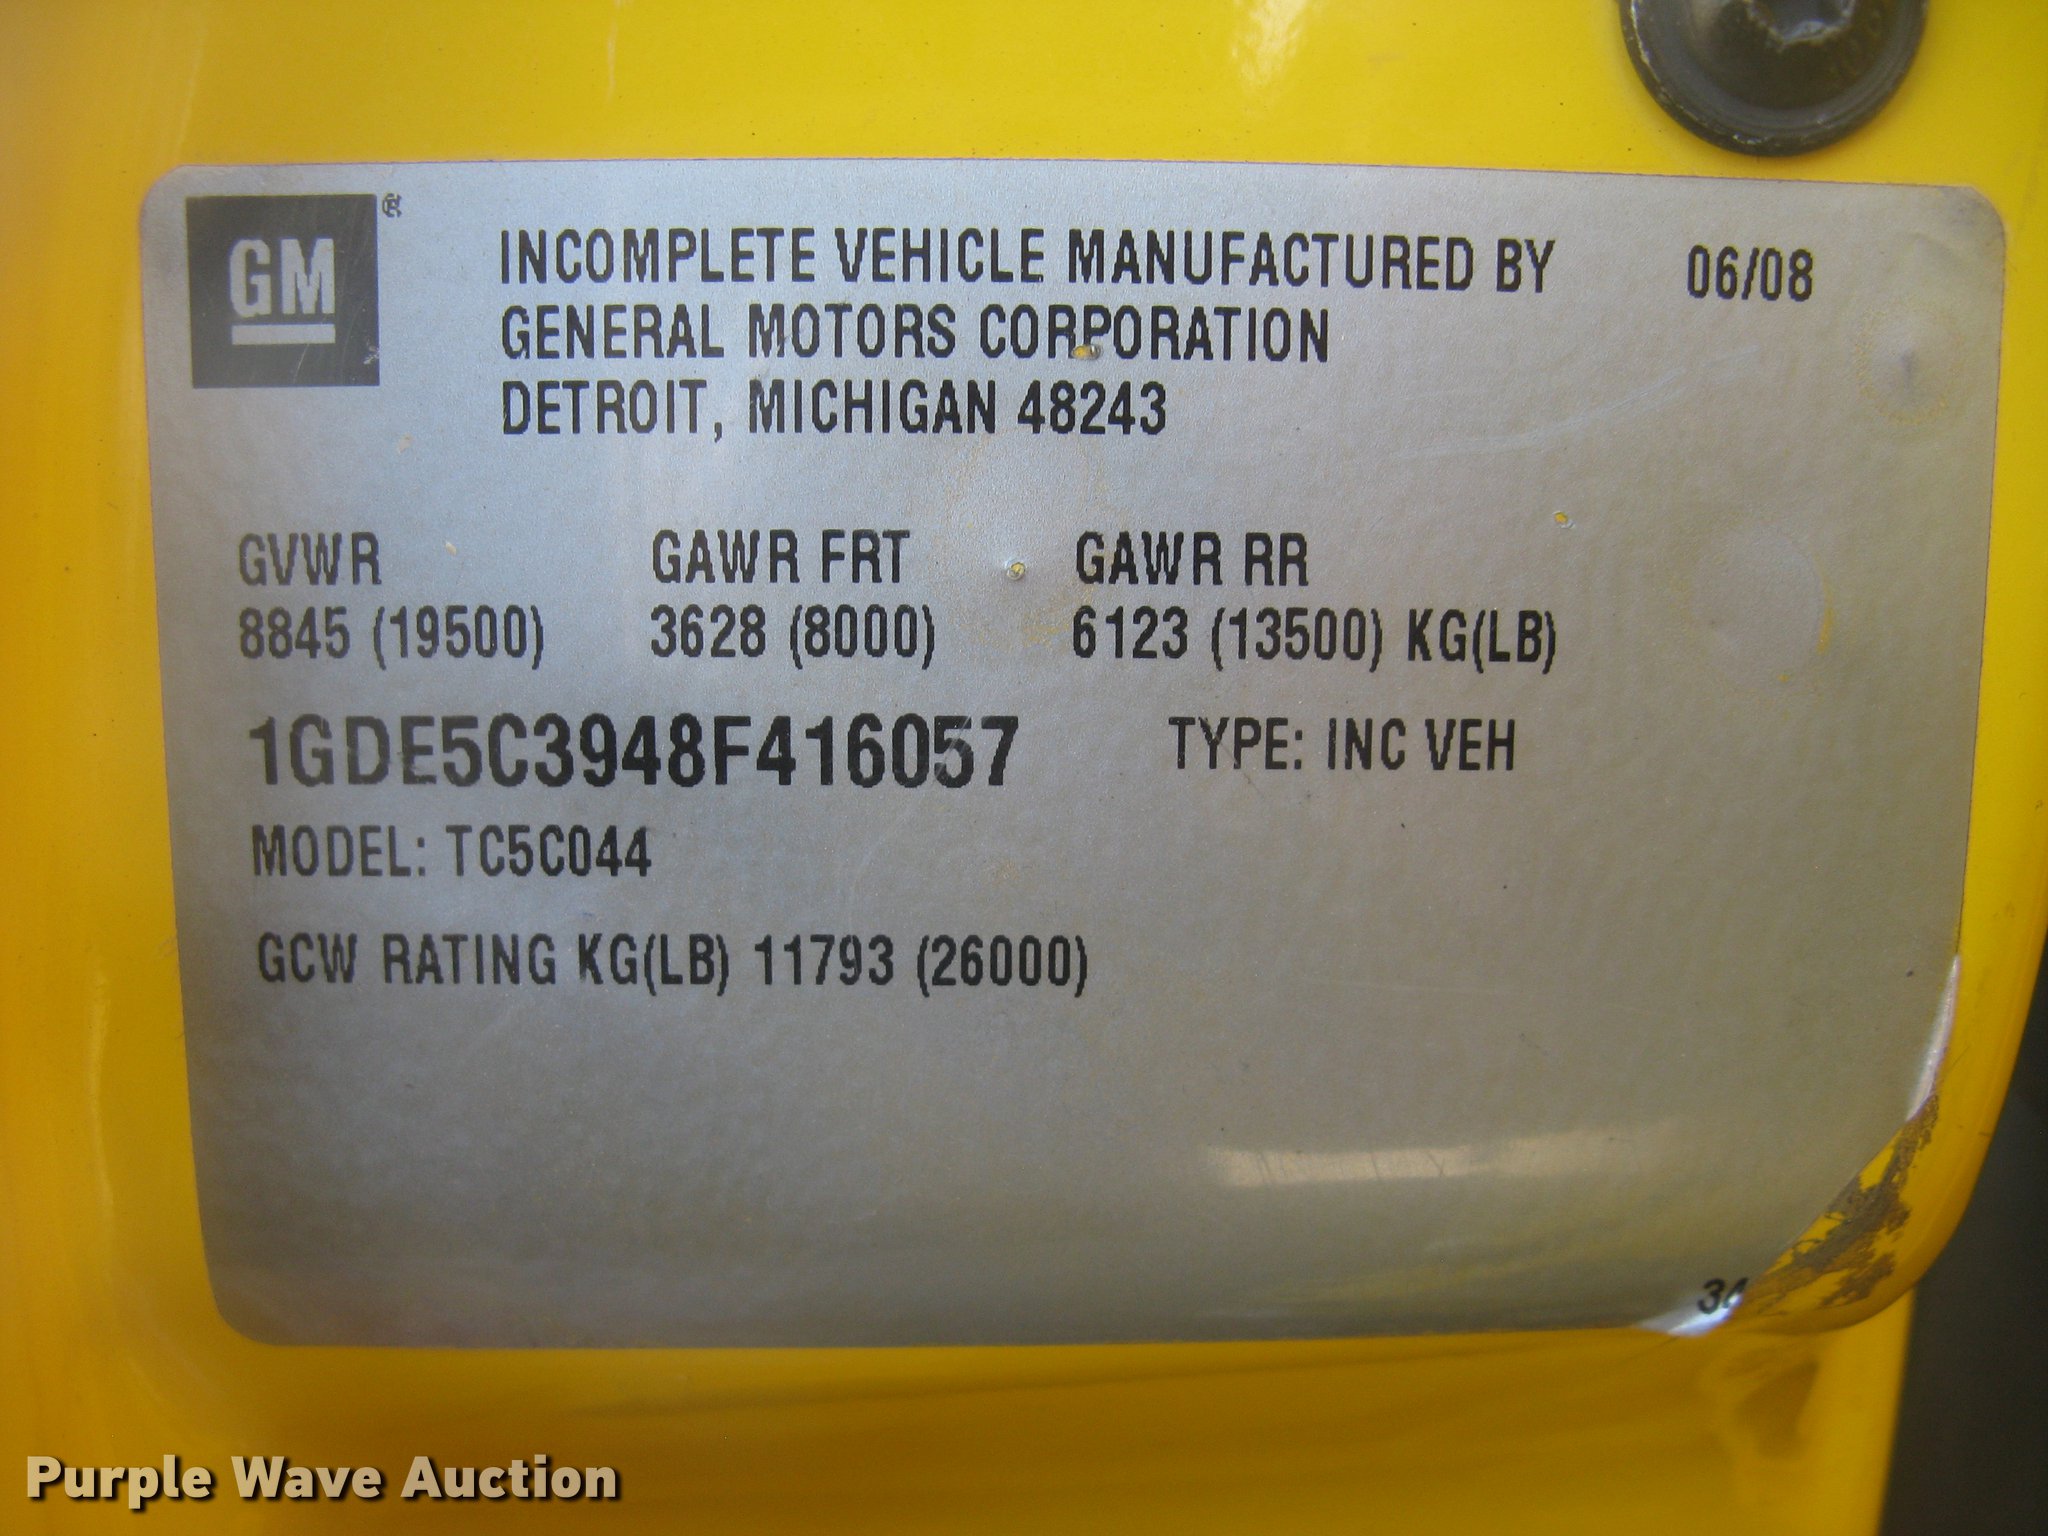 GM ®
INCOMPLETE VEHICLE MANUFACTURED BY 06/08
GENERAL MOTORS CORPORATION
DETROIT, MICHIGAN 48243
GVWR GAWR FRT GAWR RR
8845 (19500) 3628 (8000) 6123 (13500) KG(LB)
1GDE5C3948F416057 TYPE: INC VEH
MODEL: TC5C044
GCW RATING KG(LB) 11793 (26000)
Purple Wave Auction